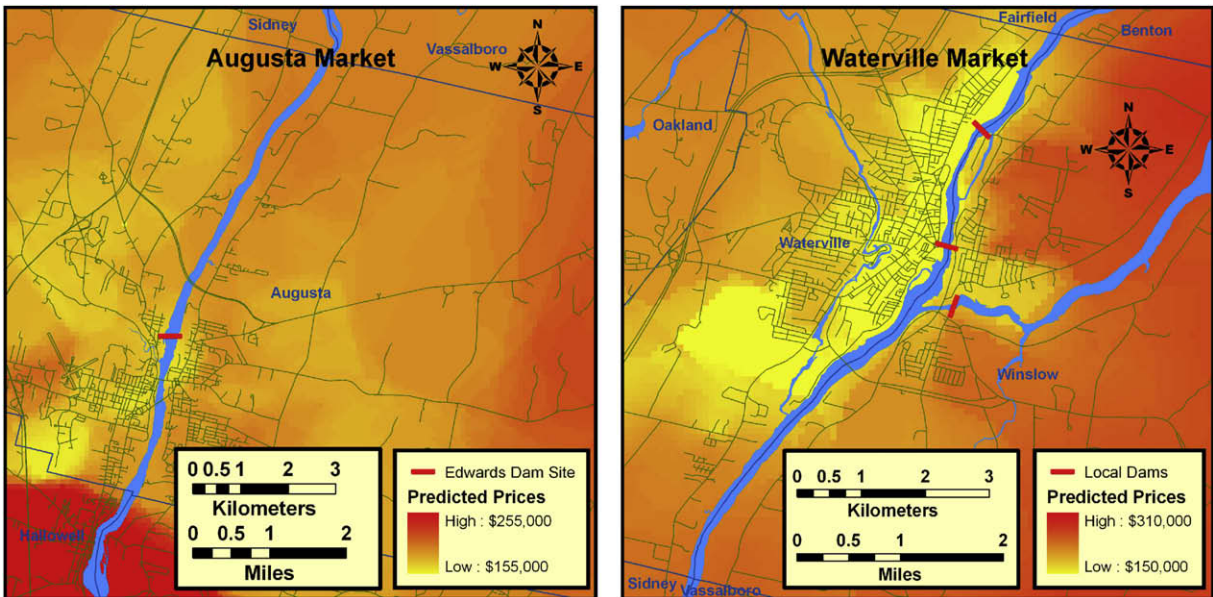 Sidney
Vassalboro
Augusta Market
N
W E
S
Augusta
Hallowell
0 0.5 1 2 3
Kilometers
0 0.5 1 2
Miles
Edwards Dam Site
Predicted Prices
High : $255,000
Low : $155,000
Fairfield
Benton
Waterville Market
Oakland
N
W E
S
Waterville
Winslow
0 0.5 1 2 3
Kilometers
0 0.5 1 2
Miles
Local Dams
Predicted Prices
High : $310,000
Low : $150,000
Sidney
Vassalboro